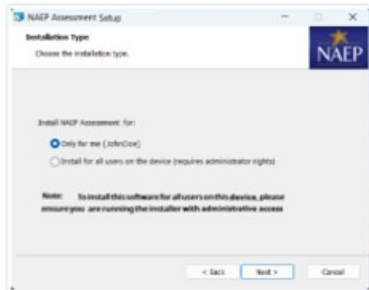 NAEP Assessment Setup
Installation Type
Choose the installation type.
NAEP
Install NAEP Assessment for:
Only for me (JohnDoe)
Install for all users on the device (requires administrator rights)
Note: To install this software for all users on this device, please
ensure you are running the installer with administrative access
< Back Next > Cancel